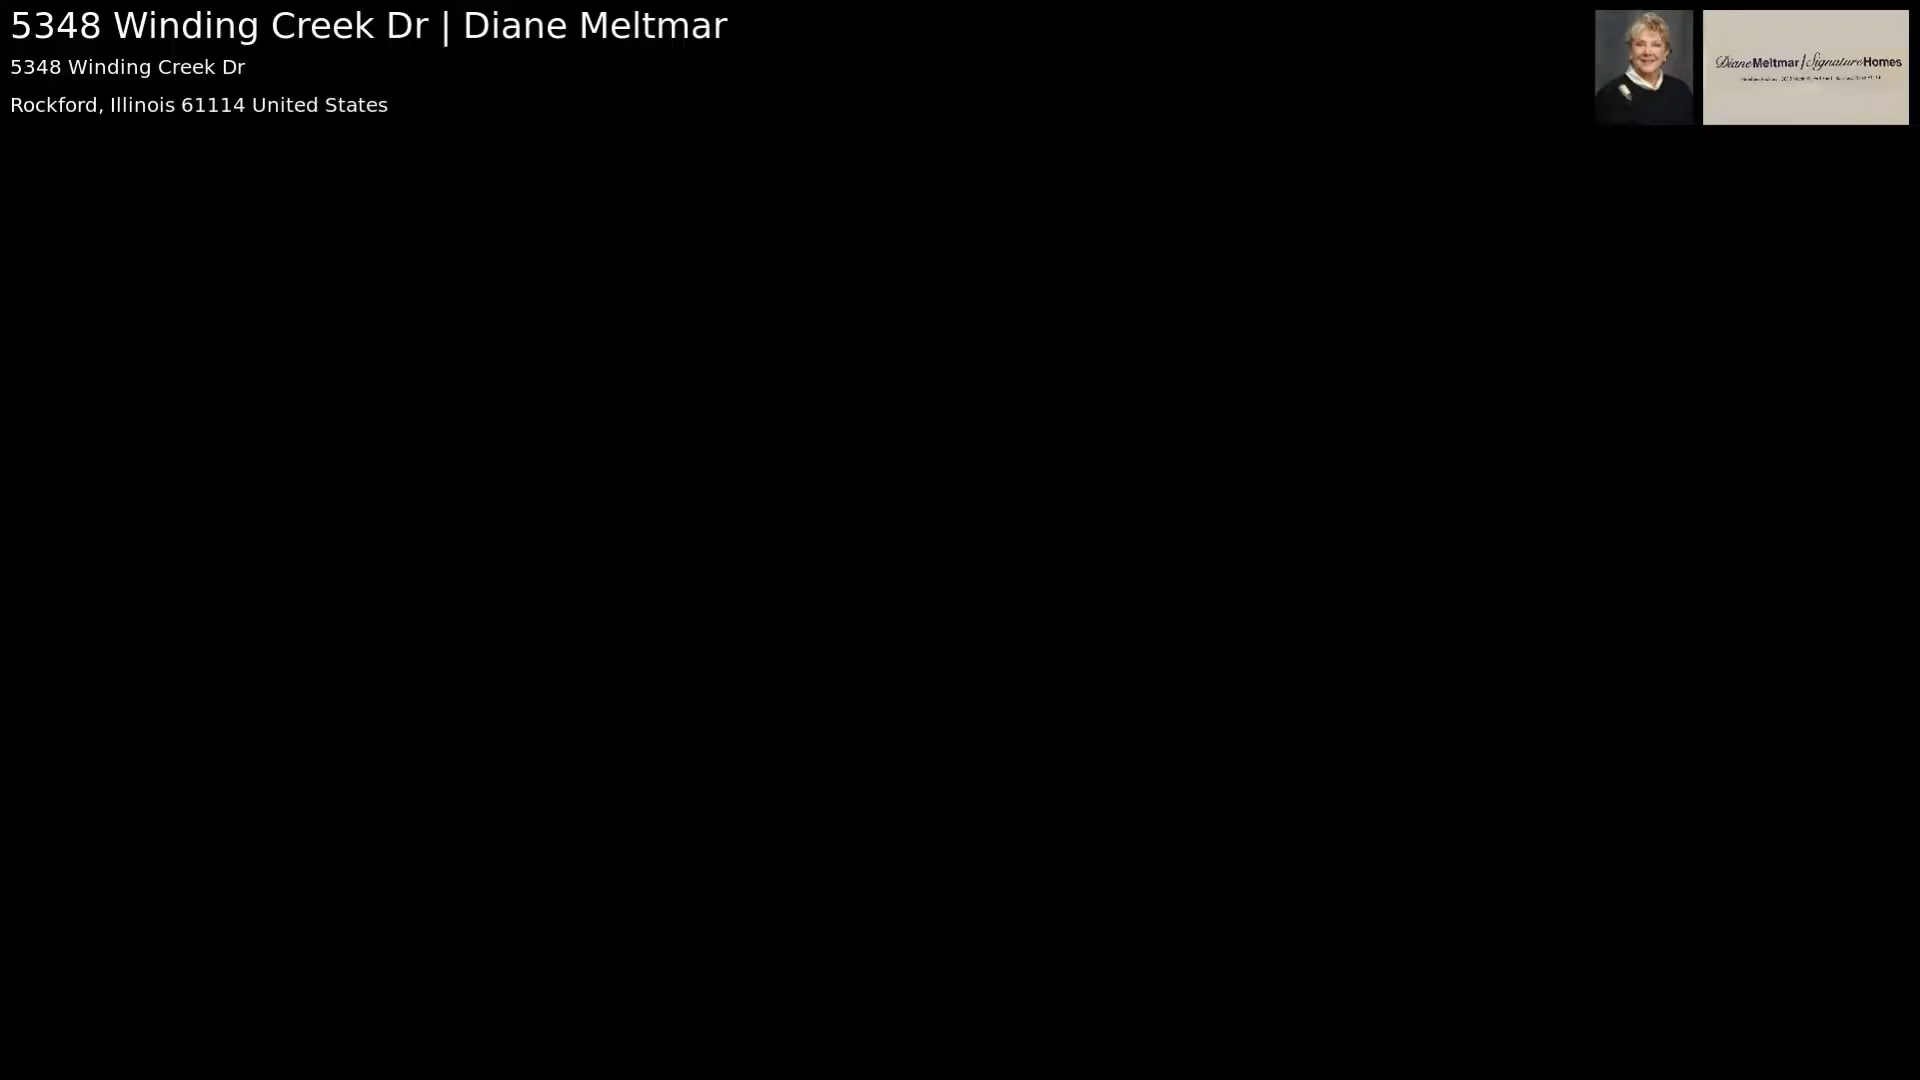 5348 Winding Creek Dr | Diane Meltmar
5348 Winding Creek Dr
Rockford, Illinois 61114 United States
Diane Meltmar / Signature Homes